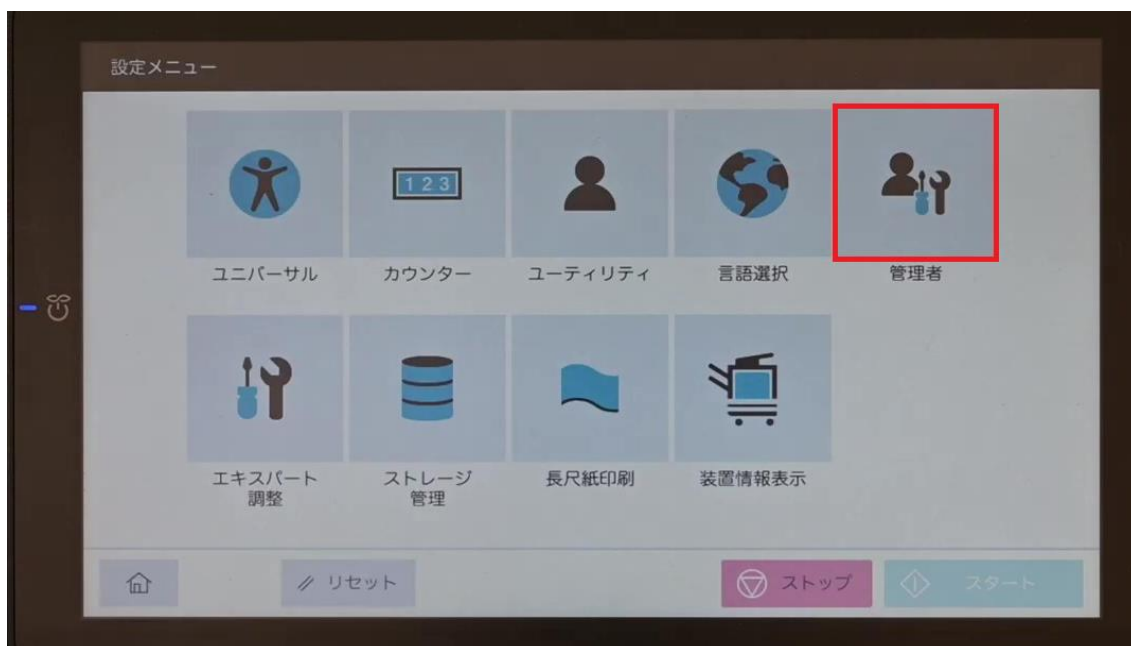 設定メニュー
123
ユニバーサル
カウンター
ユーティリティ
言語選択
管理者
エキスパート
調整
ストレージ
管理
長尺紙印刷
装置情報表示
リセット
ストップ
スタート